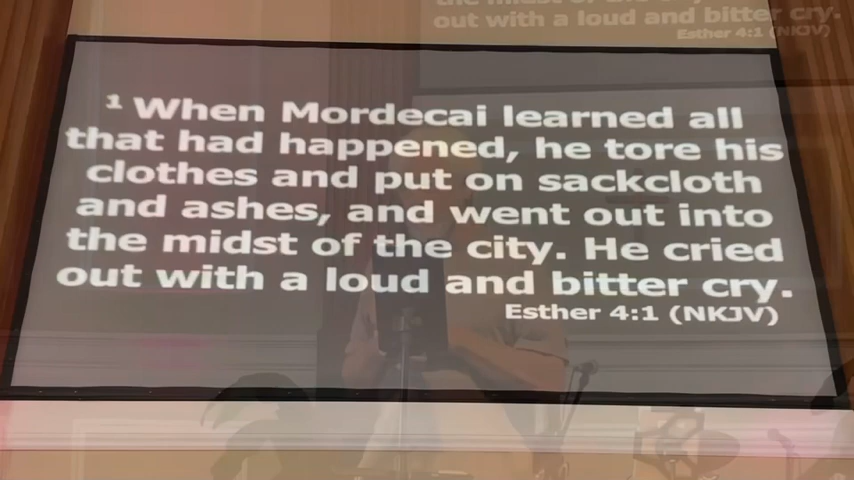 out with a loud and bitter cry.
Esther 4:1 (NKJV)
¹ When Mordecai learned all
that had happened, he tore his
clothes and put on sackcloth
and ashes, and went out into
the midst of the city. He cried
out with a loud and bitter cry.
Esther 4:1 (NKJV)